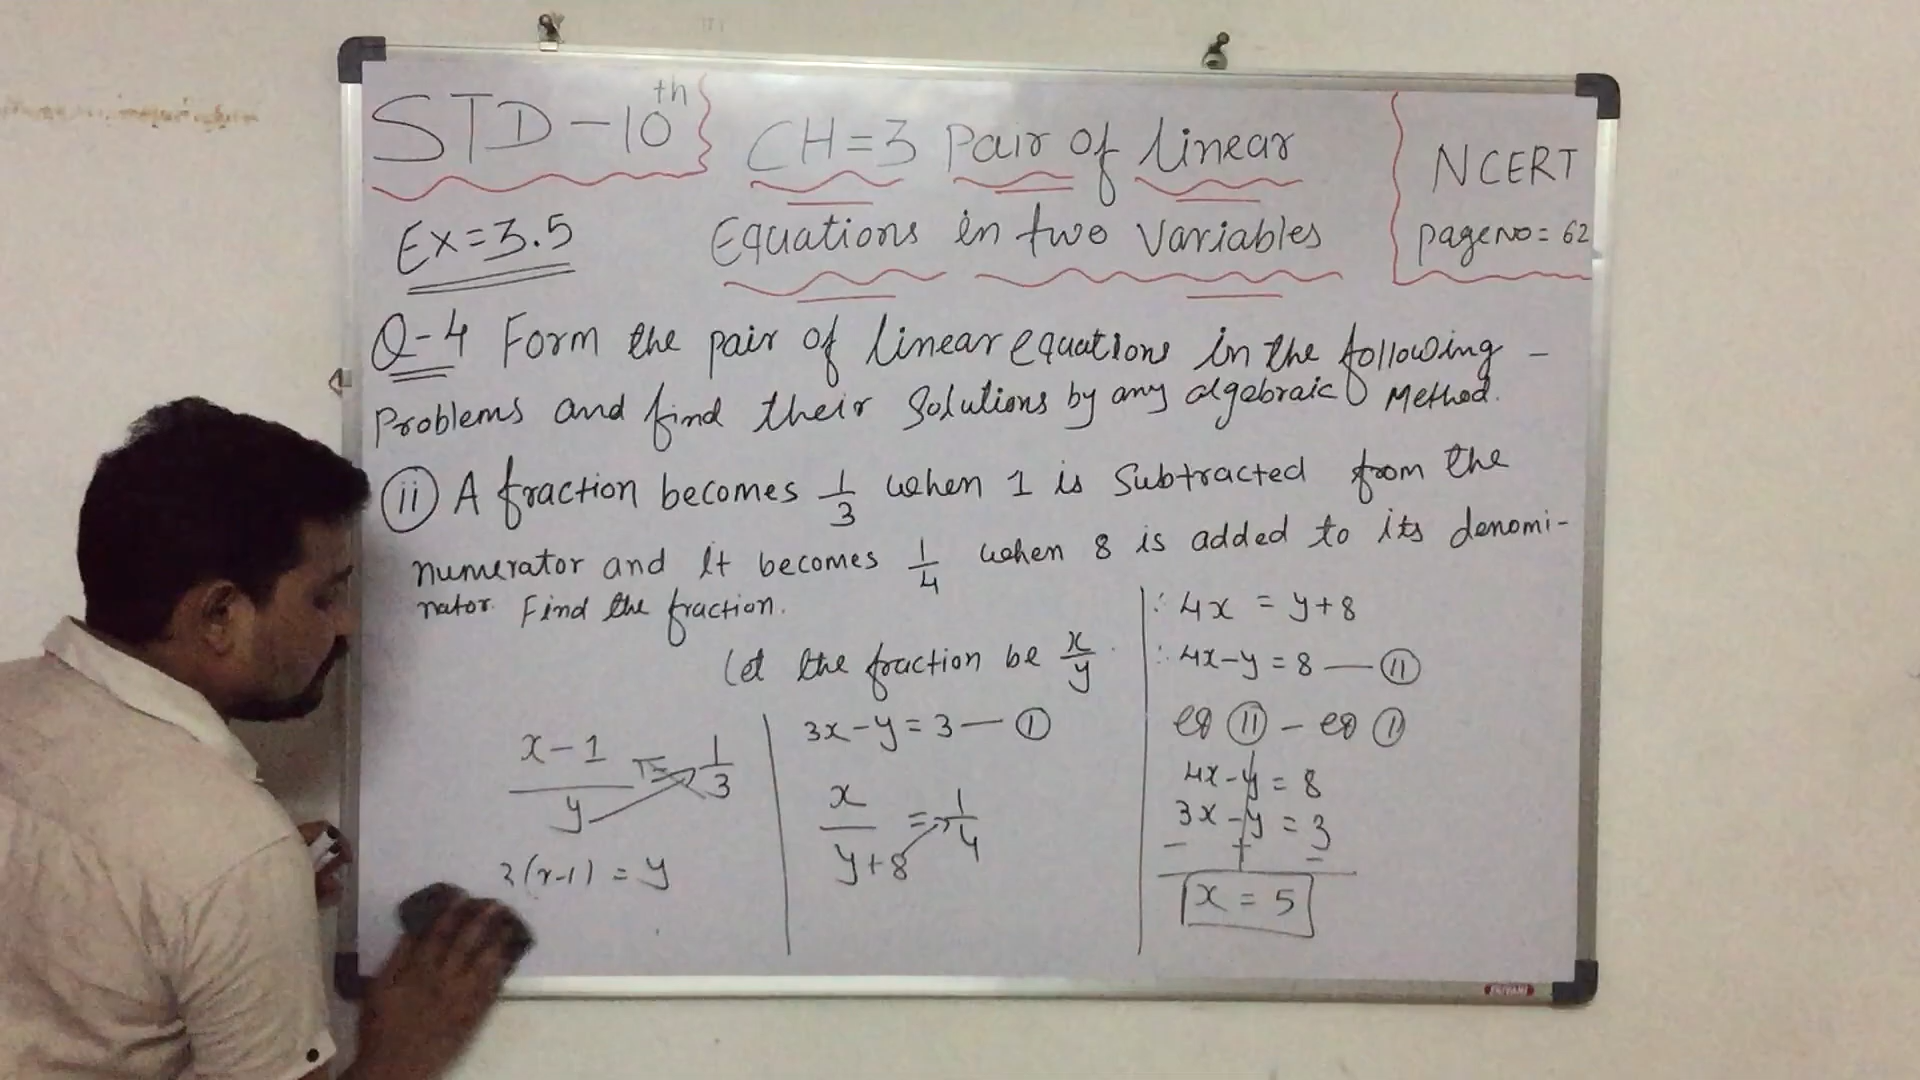 STD-10th
CH=3 Pair of Linear
Equations in two Variables
NCERT
page no = 62
Ex=3.5
Q-4 Form the pair of linear equations in the following -
Problems and find their solutions by any algebraic Method.
(ii) A fraction becomes 1/3 when 1 is Subtracted from the
numerator and it becomes 1/4 when 8 is added to its denomi-
nator. Find the fraction.
Let the fraction be x/y.
(x-1)/y = 1/3
3(x-1) = y
3x-y=3 — (I)
x/(y+8) = 1/4
∴ 4x = y+8
∴ 4x-y=8 — (II)
eq (II) - eq (I)
4x-y = 8
3x-y = 3
- + -
x = 5